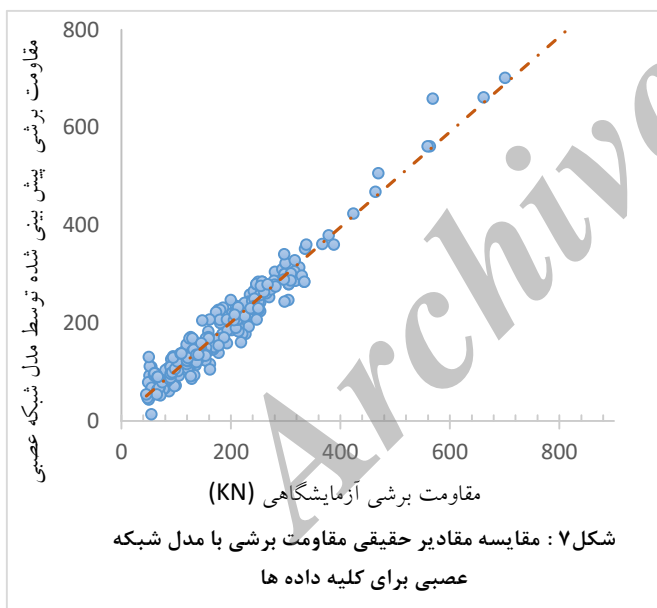 800
600
400
200
0
0 200 400 600 800
مقاومت برشی پیش بینی شده توسط مدل شبکه عصبی
مقاومت برشی آزمایشگاهی (KN)
شکل۷ : مقایسه مقادیر حقیقی مقاومت برشی با مدل شبکه
عصبی برای کلیه داده ها
Archive